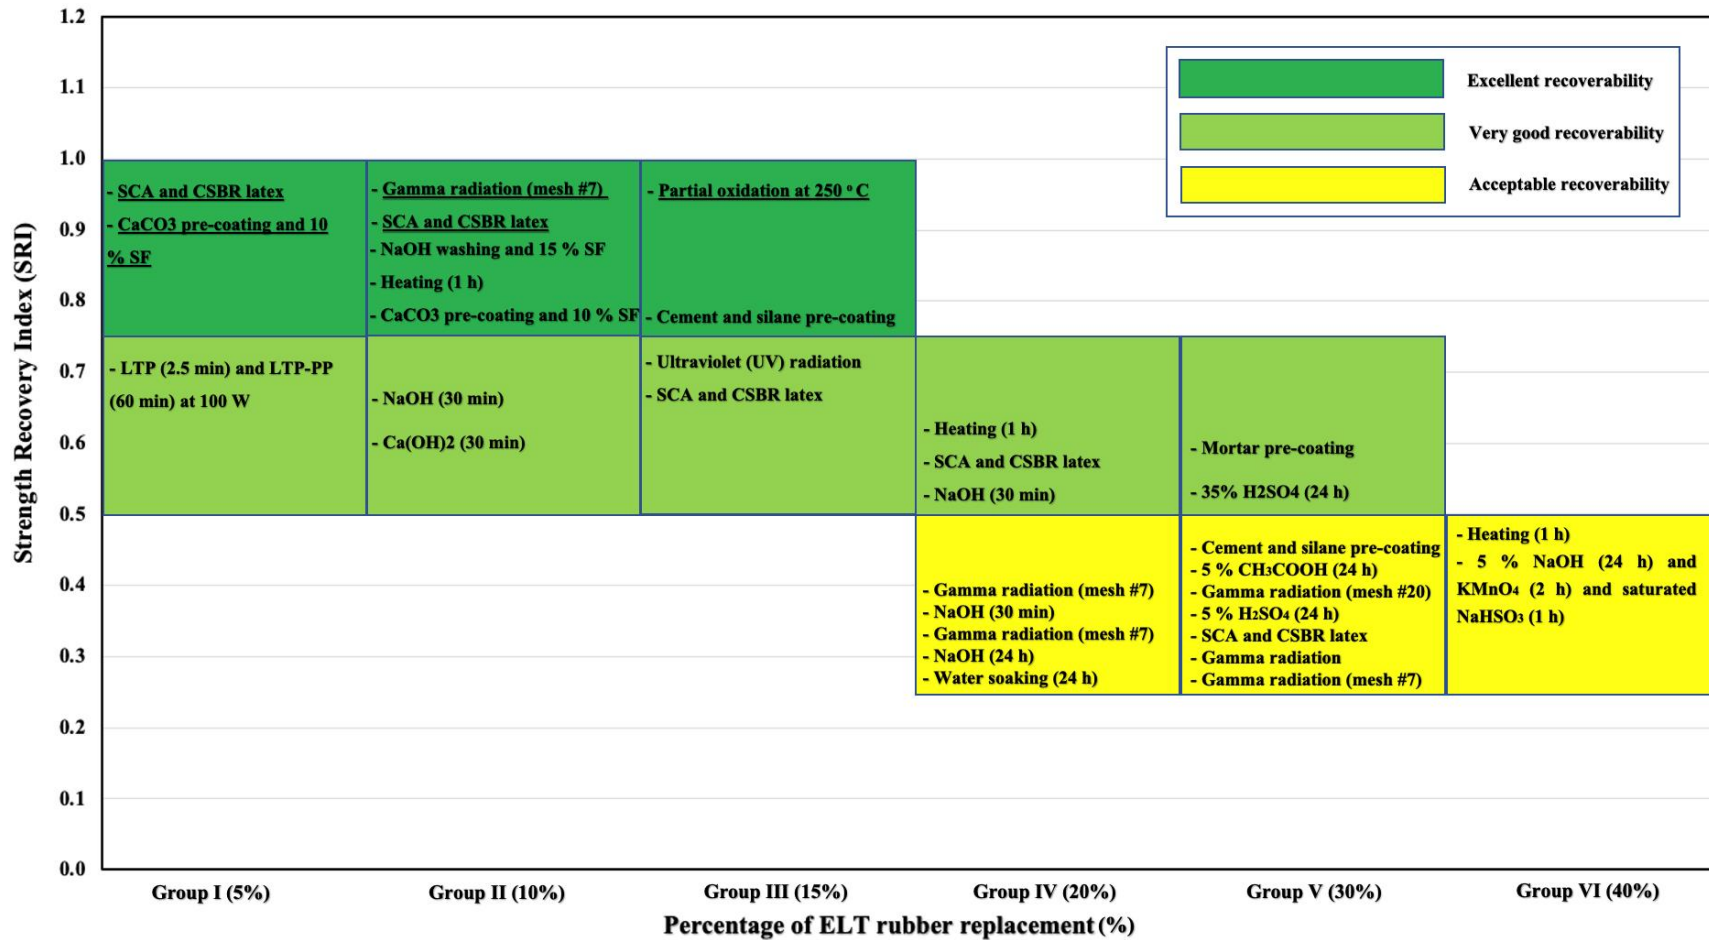 1.2
1.1
1.0
0.9
0.8
0.7
0.6
0.5
0.4
0.3
0.2
0.1
0.0
Strength Recovery Index (SRI)
Excellent recoverability
Very good recoverability
Acceptable recoverability
- SCA and CSBR latex
- CaCO3 pre-coating and 10
% SF
- Gamma radiation (mesh #7)
- SCA and CSBR latex
- NaOH washing and 15 % SF
- Heating (1 h)
- CaCO3 pre-coating and 10 % SF
- Partial oxidation at 250 ° C
- Cement and silane pre-coating
- LTP (2.5 min) and LTP-PP
(60 min) at 100 W
- NaOH (30 min)
- Ca(OH)2 (30 min)
- Ultraviolet (UV) radiation
- SCA and CSBR latex
- Heating (1 h)
- SCA and CSBR latex
- NaOH (30 min)
- Mortar pre-coating
- 35% H2SO4 (24 h)
- Gamma radiation (mesh #7)
- NaOH (30 min)
- Gamma radiation (mesh #7)
- NaOH (24 h)
- Water soaking (24 h)
- Cement and silane pre-coating
- 5 % CH₃COOH (24 h)
- Gamma radiation (mesh #20)
- 5 % H₂SO₄ (24 h)
- SCA and CSBR latex
- Gamma radiation
- Gamma radiation (mesh #7)
- Heating (1 h)
- 5 % NaOH (24 h) and
KMnO₄ (2 h) and saturated
NaHSO₃ (1 h)
Group I (5%)
Group II (10%)
Group III (15%)
Group IV (20%)
Group V (30%)
Group VI (40%)
Percentage of ELT rubber replacement (%)